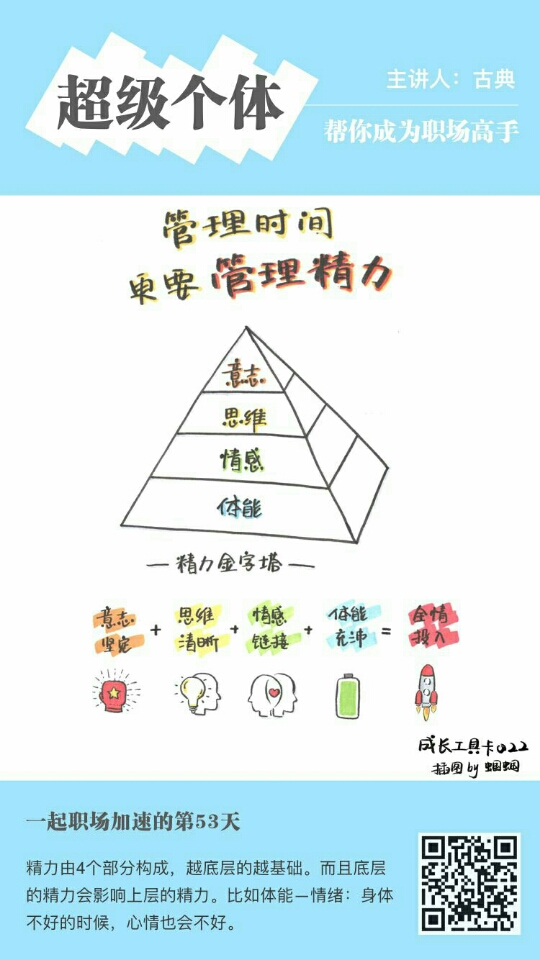 超级个体
主讲人：古典
帮你成为职场高手
管理时间
更要管理精力
意志
思维
情感
体能
—精力金字塔—
意志 思维 情感 体能 全情
坚定 + 清晰 + 链接 + 充沛 = 投入
成长工具卡022
插图by 蝈蝈
一起职场加速的第53天
精力由4个部分构成，越底层的越基础。而且底层
的精力会影响上层的精力。比如体能—情绪：身体
不好的时候，心情也会不好。